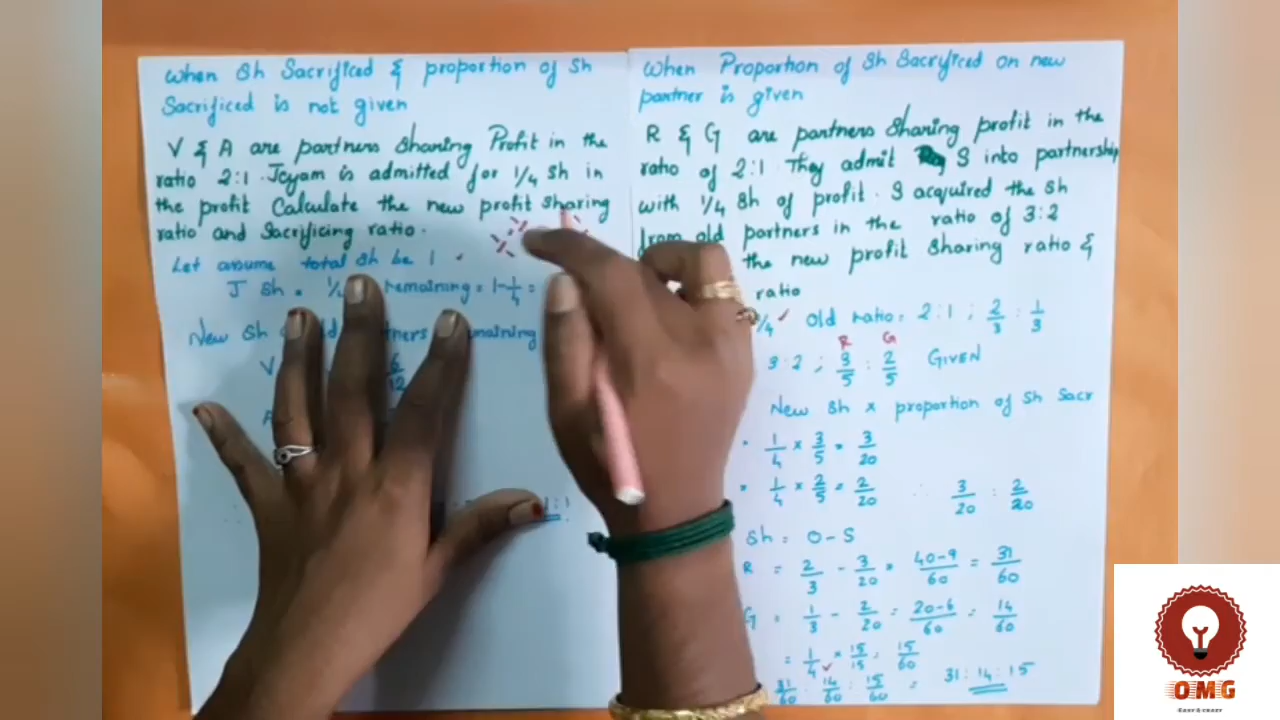 When Sh Sacrificed & proportion of Sh
Sacrificed is not given
V & A are partners Sharing Profit in the
ratio 2:1. Jeyam is admitted for 1/4 Sh in
the profit Calculate the new profit Sharing
ratio and Sacrificing ratio.
Let assume total Sh be 1
J Sh = remaining = 1-1/4 =
New Sh
V 6/12
When Proportion of Sh Sacrificed on new
partner is given
R & G are partners Sharing profit in the
ratio of 2:1 They admit S into partnership
with 1/4 Sh of profit. S acquired the Sh
from old partners in the ratio of 3:2
the new profit Sharing ratio &
ratio
1/4 ✓ Old ratio = 2:1 ; 2/3 : 1/3
R G
3:2 ; 3/5 : 2/5 GIVEN
New Sh x proportion of Sh Sacr
1/4 x 3/5 = 3/20
1/4 x 2/5 = 2/20 ∴ 3/20 : 2/20
Sh = O-S
R = 2/3 - 3/20 = 40-9/60 = 31/60
G = 1/3 - 2/20 = 20-6/60 = 14/60
= 1/4 x 15/15 = 15/60
31/60 : 14/60 : 15/60 = 31:14:15
OMG